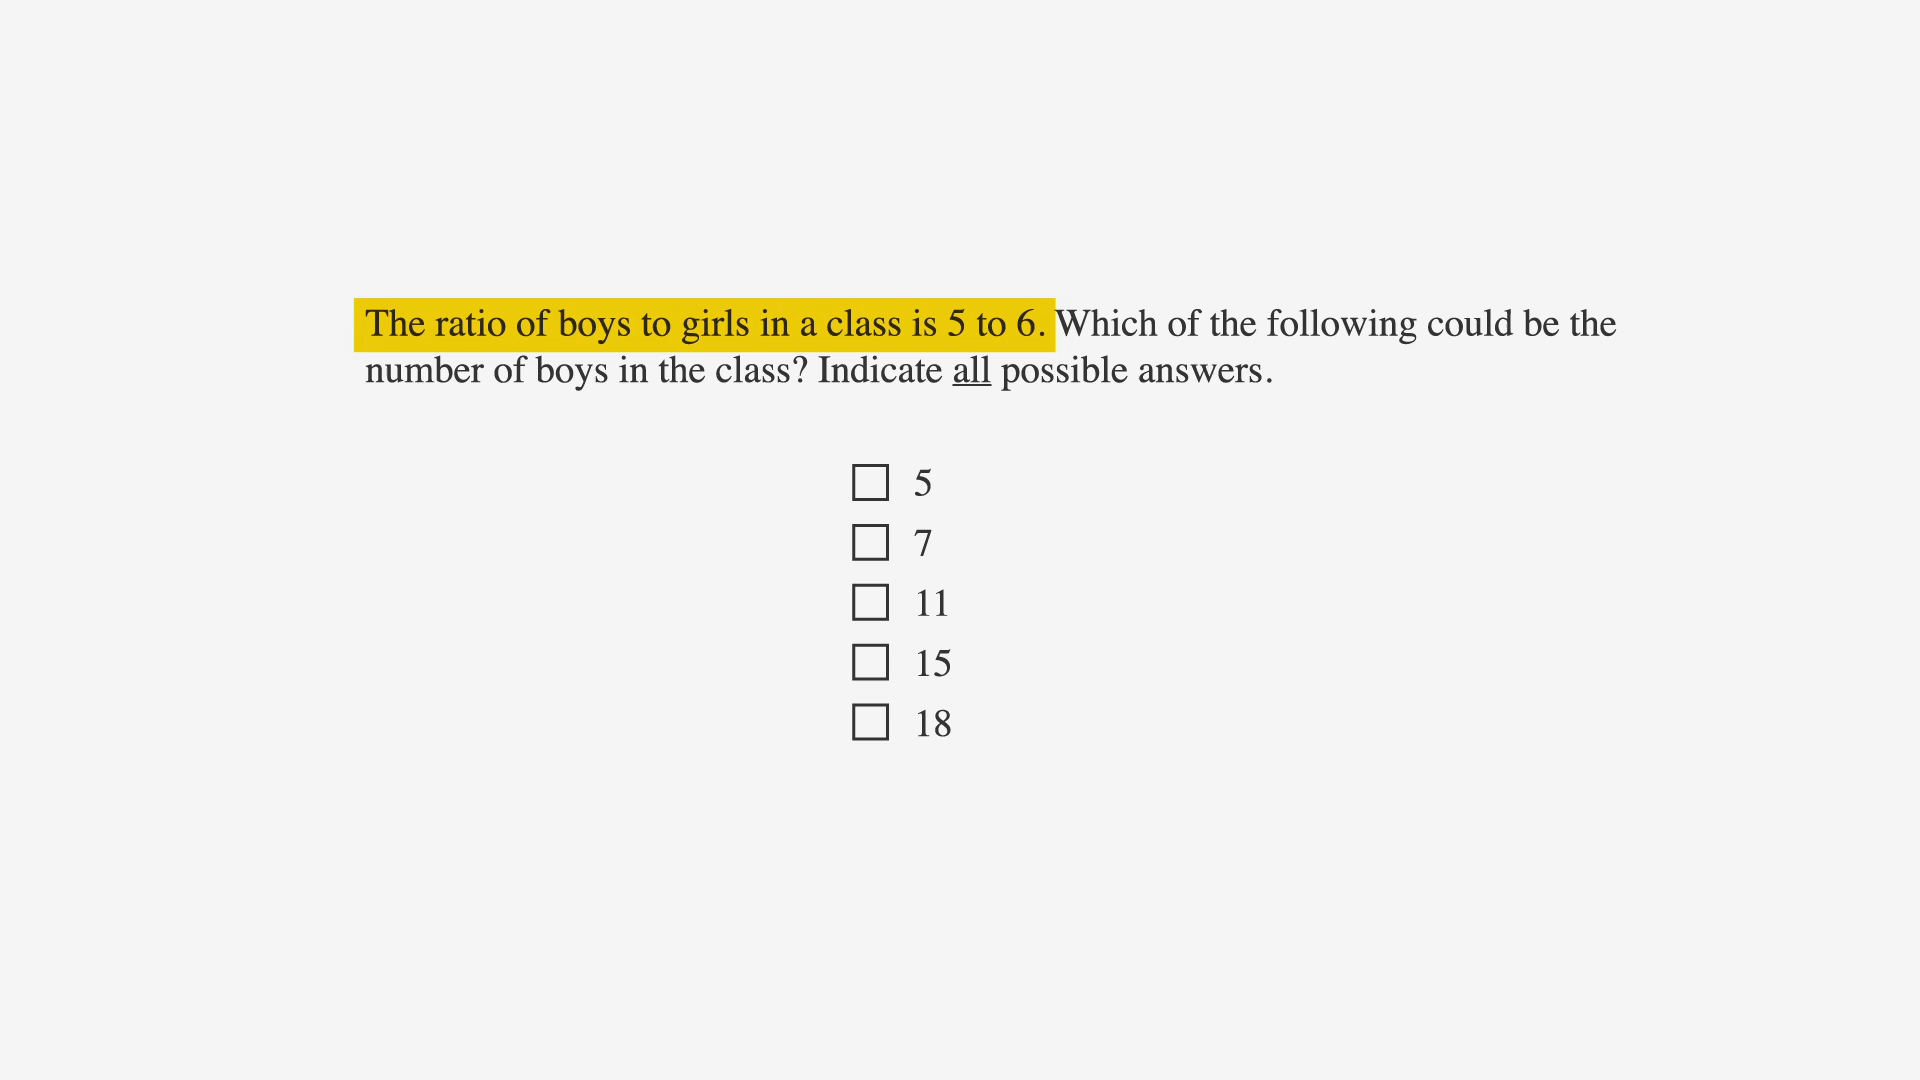 The ratio of boys to girls in a class is 5 to 6. Which of the following could be the
number of boys in the class? Indicate all possible answers.
5
7
11
15
18